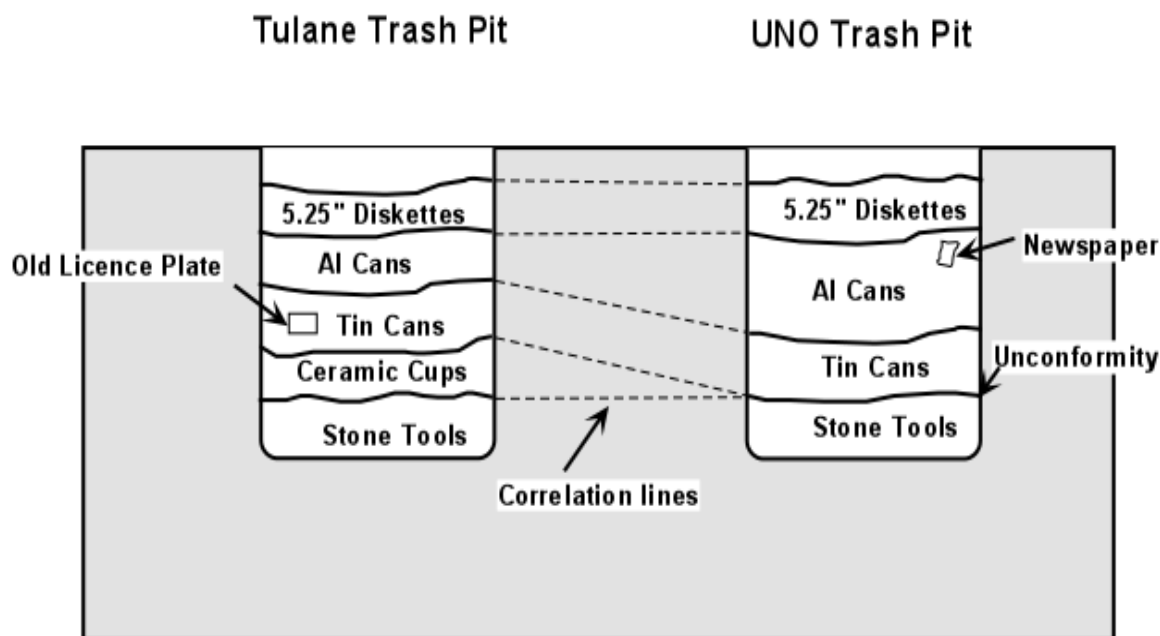 Tulane Trash Pit
UNO Trash Pit
5.25" Diskettes
Al Cans
Old Licence Plate
Tin Cans
Ceramic Cups
Stone Tools
5.25" Diskettes
Newspaper
Al Cans
Unconformity
Tin Cans
Stone Tools
Correlation lines